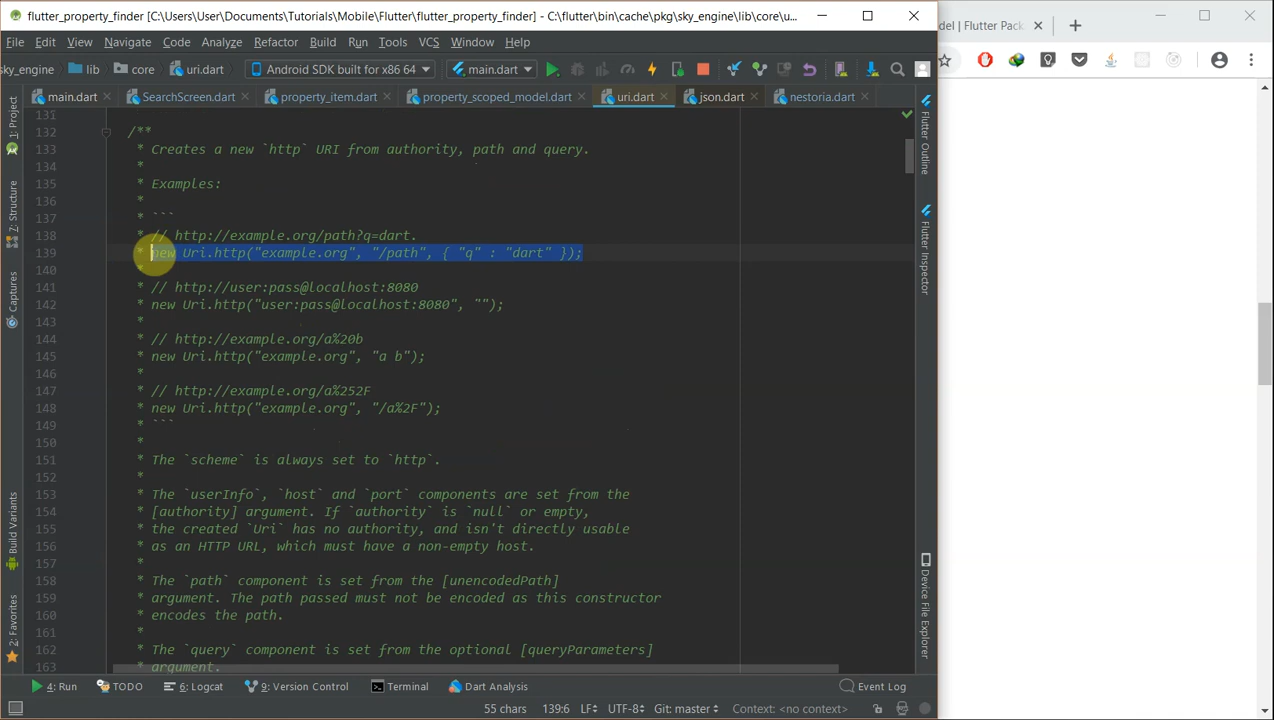 flutter_property_finder [C:\Users\User\Documents\Tutorials\Mobile\Flutter\flutter_property_finder] - C:\flutter\bin\cache\pkg\sky_engine\lib\core\u...
del | Flutter Pack
File Edit View Navigate Code Analyze Refactor Build Run Tools VCS Window Help
sky_engine lib core uri.dart Android SDK built for x86 64 main.dart
main.dart SearchScreen.dart property_item.dart property_scoped_model.dart uri.dart json.dart nestoria.dart
1: Project
7: Structure
Captures
Build Variants
2: Favorites
131
132 /**
133 * Creates a new `http` URI from authority, path and query.
134 *
135 * Examples:
136 *
137 * ```
138 * // http://example.org/path?q=dart.
139 * new Uri.http("example.org", "/path", { "q" : "dart" });
140 *
141 * // http://user:pass@localhost:8080
142 * new Uri.http("user:pass@localhost:8080", "");
143 *
144 * // http://example.org/a%20b
145 * new Uri.http("example.org", "a b");
146 *
147 * // http://example.org/a%252F
148 * new Uri.http("example.org", "/a%2F");
149 * ```
150 *
151 * The `scheme` is always set to `http`.
152 *
153 * The `userInfo`, `host` and `port` components are set from the
154 * [authority] argument. If `authority` is `null` or empty,
155 * the created `Uri` has no authority, and isn't directly usable
156 * as an HTTP URL, which must have a non-empty host.
157 *
158 * The `path` component is set from the [unencodedPath]
159 * argument. The path passed must not be encoded as this constructor
160 * encodes the path.
161 *
162 * The `query` component is set from the optional [queryParameters]
163 * argument.
Flutter Outline
Flutter Inspector
Device File Explorer
4: Run TODO 6: Logcat 9: Version Control Terminal Dart Analysis Event Log
55 chars 139:6 LF UTF-8 Git: master Context: <no context>